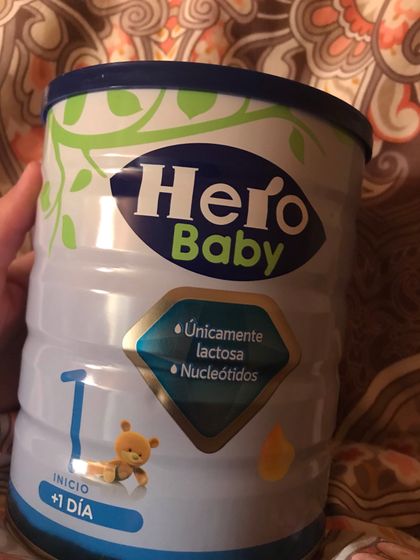 Hero
Baby
Únicamente
lactosa
Nucleótidos
1
INICIO
+1 DÍA